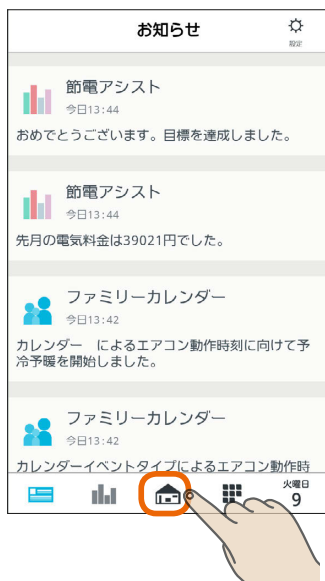 お知らせ
設定
節電アシスト
今日13:44
おめでとうございます。目標を達成しました。
節電アシスト
今日13:44
先月の電気料金は39021円でした。
ファミリーカレンダー
今日13:42
カレンダー　によるエアコン動作時刻に向けて予
冷予暖を開始しました。
ファミリーカレンダー
今日13:42
カレンダーイベントタイプによるエアコン動作時
火曜日
9